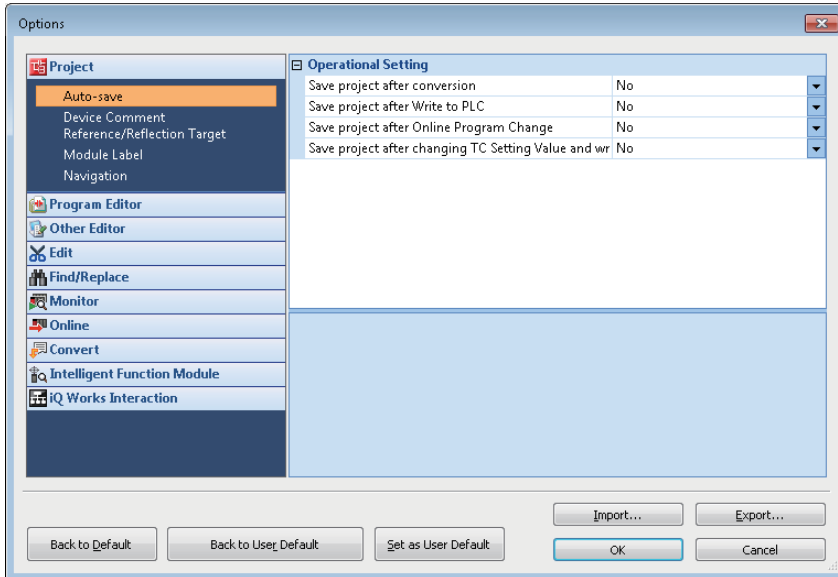 Options
Project
Auto-save
Device Comment
Reference/Reflection Target
Module Label
Navigation
Program Editor
Other Editor
Edit
Find/Replace
Monitor
Online
Convert
Intelligent Function Module
iQ Works Interaction
Operational Setting
Save project after conversion No
Save project after Write to PLC No
Save project after Online Program Change No
Save project after changing TC Setting Value and wr No
Import... Export...
Back to Default Back to User Default Set as User Default OK Cancel